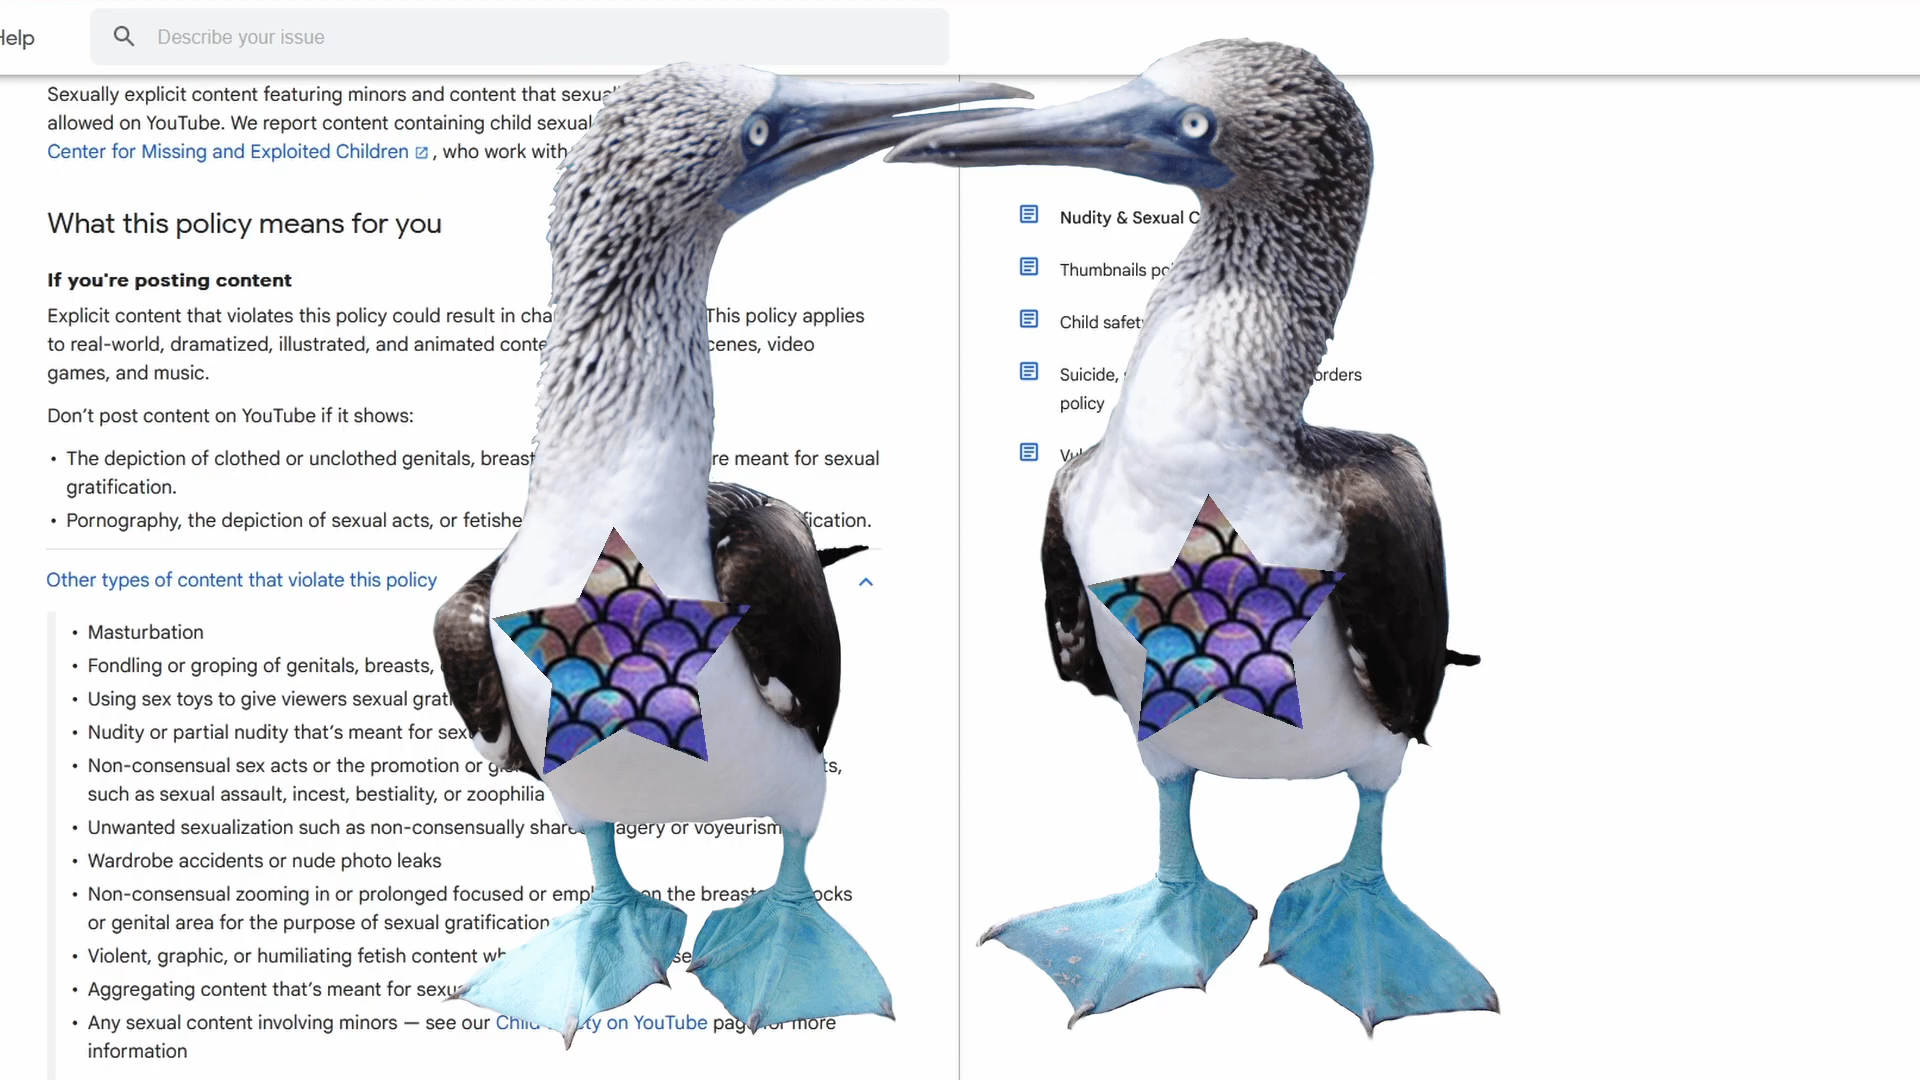 Help
Describe your issue
Sexually explicit content featuring minors and content that
allowed on YouTube. We report content containing child sexual
Center for Missing and Exploited Children , who work with
What this policy means for you
If you're posting content
Explicit content that violates this policy could result in This policy applies
to real-world, dramatized, illustrated, and animated video
games, and music.
Don't post content on YouTube if it shows:
• The depiction of clothed or unclothed genitals, meant for sexual
gratification.
• Pornography, the depiction of sexual acts, or
Other types of content that violate this policy
• Masturbation
• Fondling or groping of genitals, breasts,
• Using sex toys to give viewers sexual
• Nudity or partial nudity that's meant for
• Non-consensual sex acts or the promotion or
such as sexual assault, incest, bestiality, or zoophilia
• Unwanted sexualization such as non-consensually or voyeurism
• Wardrobe accidents or nude photo leaks
• Non-consensual zooming in or prolonged focused or on the
or genital area for the purpose of sexual gratification
• Violent, graphic, or humiliating fetish content
• Aggregating content that's meant for
• Any sexual content involving minors — see our on YouTube more
information
Nudity & Sexual
Thumbnails
Child
Suicide,
policy